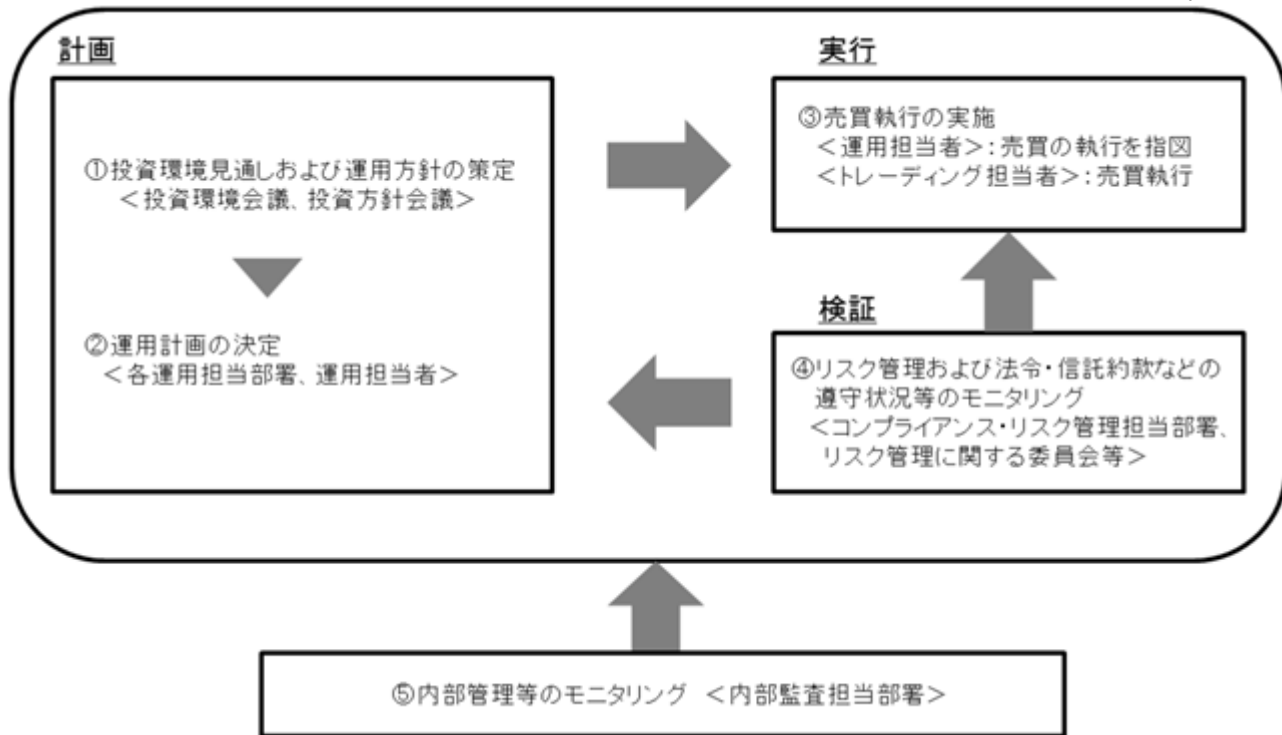 計画
①投資環境見通しおよび運用方針の策定
＜投資環境会議、投資方針会議＞
②運用計画の決定
＜各運用担当部署、運用担当者＞
実行
③売買執行の実施
＜運用担当者＞：売買の執行を指図
＜トレーディング担当者＞：売買執行
検証
④リスク管理および法令・信託約款などの
遵守状況等のモニタリング
＜コンプライアンス・リスク管理担当部署、
リスク管理に関する委員会等＞
⑤内部管理等のモニタリング ＜内部監査担当部署＞